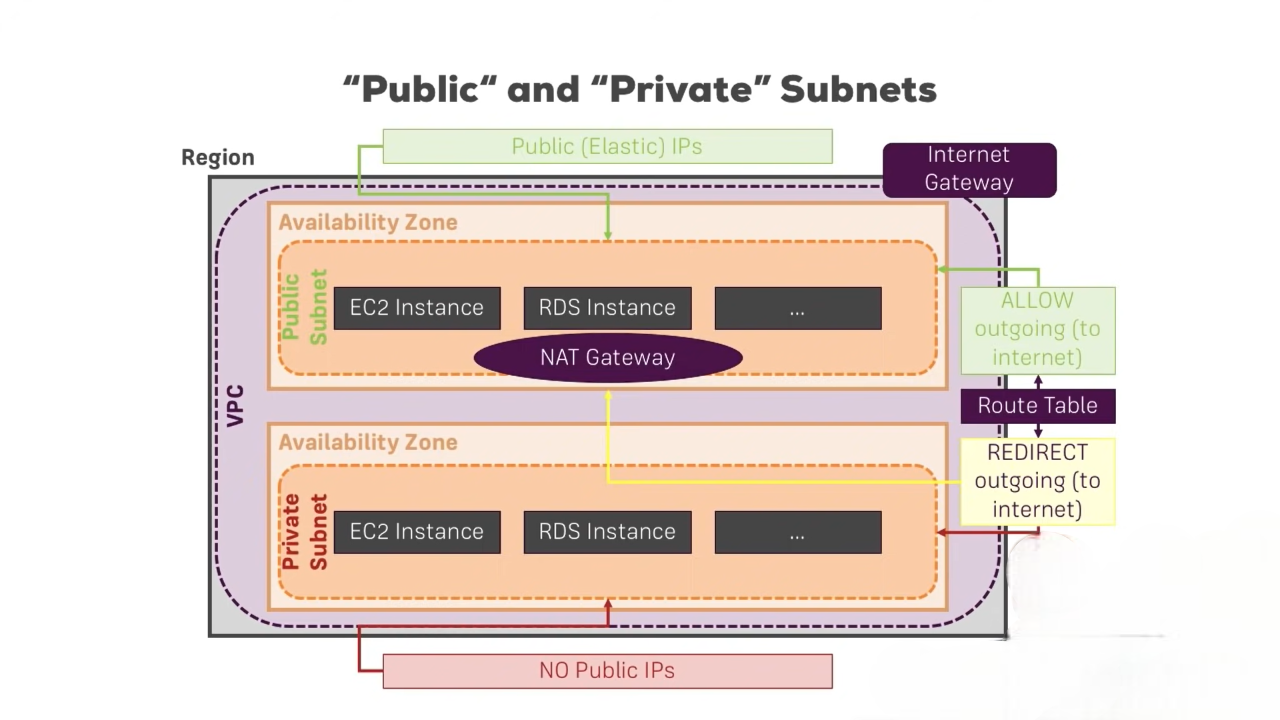 “Public“ and “Private” Subnets
Public (Elastic) IPs
Region
Internet
Gateway
Availability Zone
Public
Subnet
EC2 Instance
RDS Instance
...
NAT Gateway
ALLOW
outgoing (to
internet)
VPC
Route Table
Availability Zone
REDIRECT
outgoing (to
internet)
Private
Subnet
EC2 Instance
RDS Instance
...
NO Public IPs